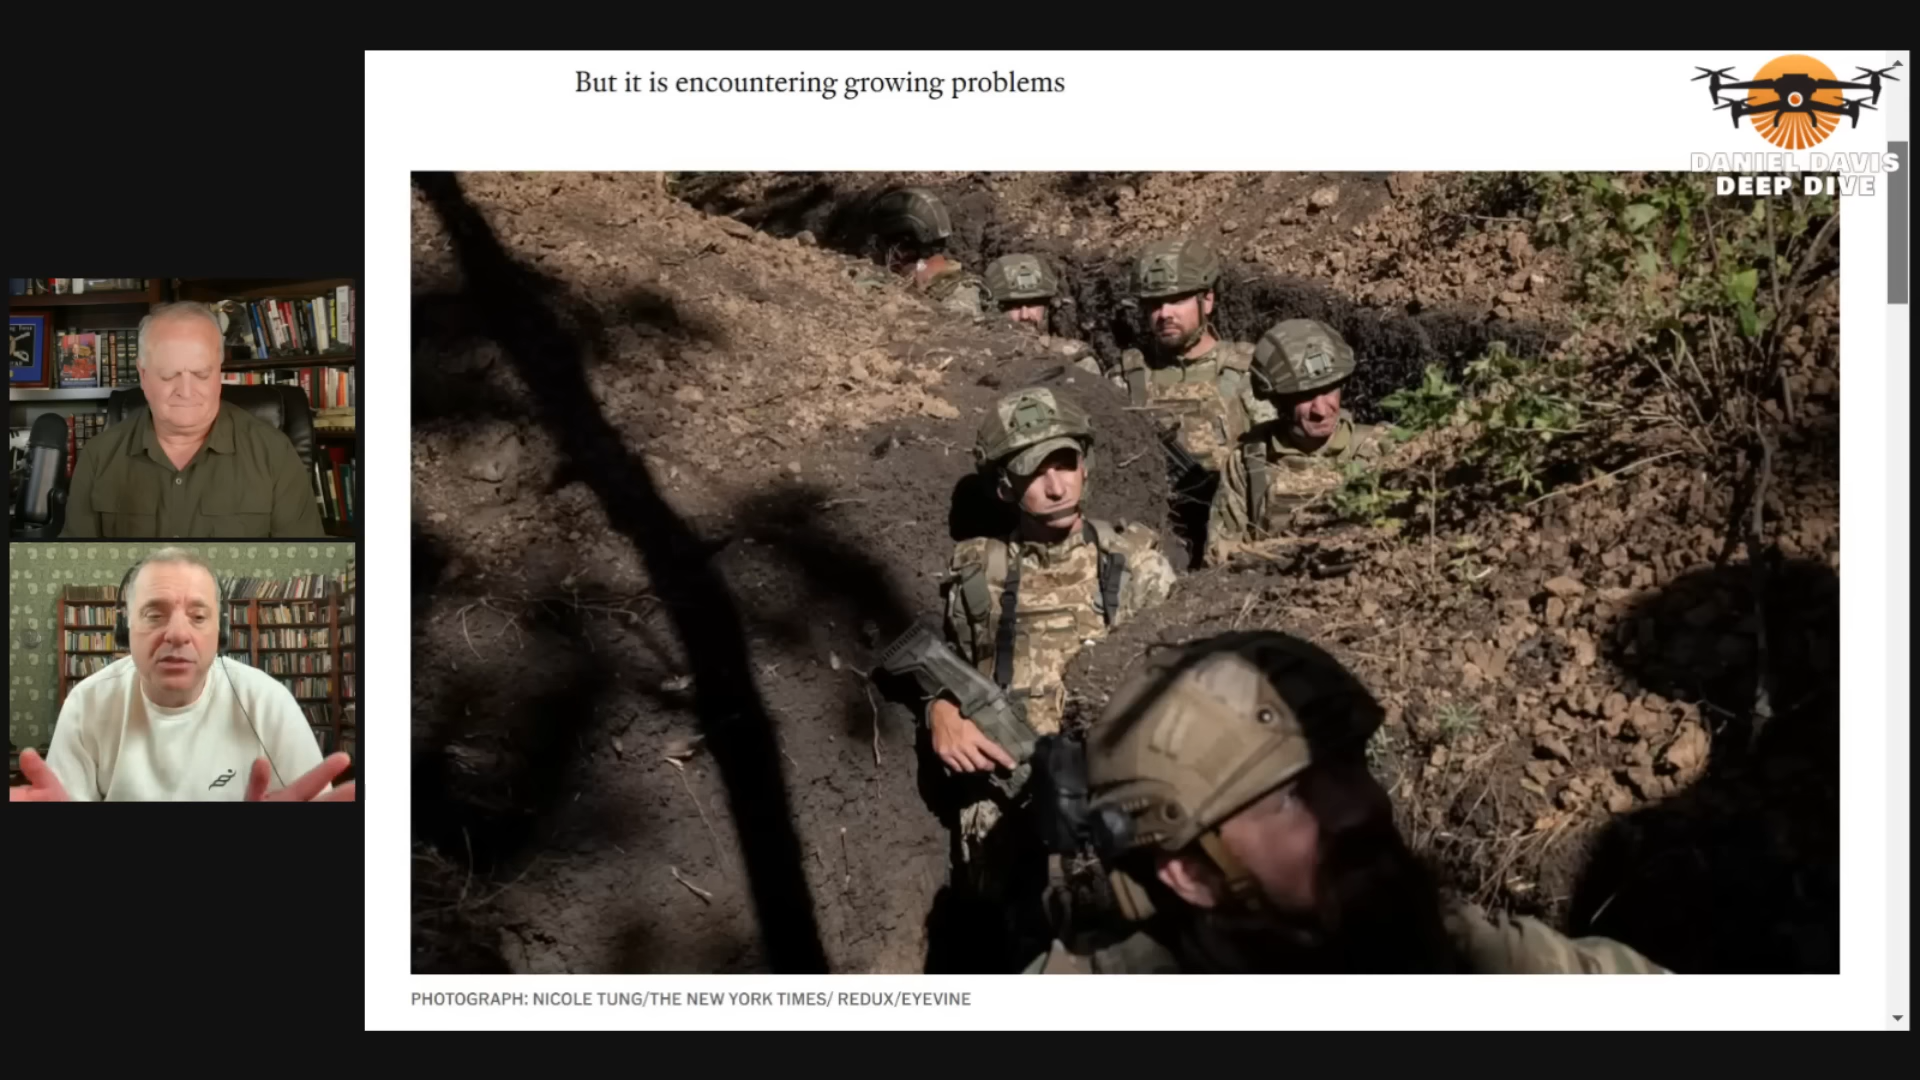 But it is encountering growing problems
DANIEL DAVIS
DEEP DIVE
PHOTOGRAPH: NICOLE TUNG/THE NEW YORK TIMES/ REDUX/EYEVINE